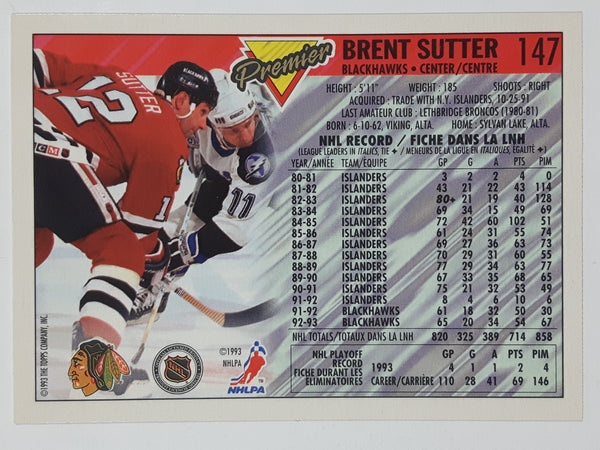 Premier
BRENT SUTTER 147
BLACKHAWKS • CENTER/CENTRE
HEIGHT : 5'11" WEIGHT : 185 SHOOTS : RIGHT
ACQUIRED : TRADE WITH N.Y. ISLANDERS, 10-25-91
LAST AMATEUR CLUB : LETHBRIDGE BRONCOS (1980-81)
BORN : 6-10-62, VIKING, ALTA. HOME : SYLVAN LAKE, ALTA.
NHL RECORD / FICHE DANS LA LNH
(LEAGUE LEADERS IN ITALICS, TIE +/MENEURS DE LA LIGUE EN ITALIQUES, ÉGALITÉ +)
YEAR/ANNÉE TEAM/ÉQUIPE GP G A PTS PIM
80-81 ISLANDERS 3 2 2 4 0
81-82 ISLANDERS 43 21 22 43 114
82-83 ISLANDERS 80+ 21 19 40 128
83-84 ISLANDERS 69 34 15 49 69
84-85 ISLANDERS 72 42 60 102 51
85-86 ISLANDERS 61 24 31 55 74
86-87 ISLANDERS 69 27 36 63 73
87-88 ISLANDERS 70 29 31 60 55
88-89 ISLANDERS 77 29 34 63 77
89-90 ISLANDERS 67 33 35 68 65
90-91 ISLANDERS 75 21 32 53 49
91-92 ISLANDERS 8 4 6 10 6
91-92 BLACKHAWKS 61 18 32 50 30
92-93 BLACKHAWKS 65 20 34 54 67
NHL TOTALS/TOTAUX DANS LA LNH 820 325 389 714 858
NHL PLAYOFF GP G A PTS PIM
RECORD 1993 4 1 1 2 4
FICHE DURANT LES
ÉLIMINATOIRES CAREER/CARRIÈRE 110 28 41 69 146
SUTTER
12
1
11
©1993
NHLPA
NHL
NHLPA
TM
©1993 THE TOPPS COMPANY, INC.